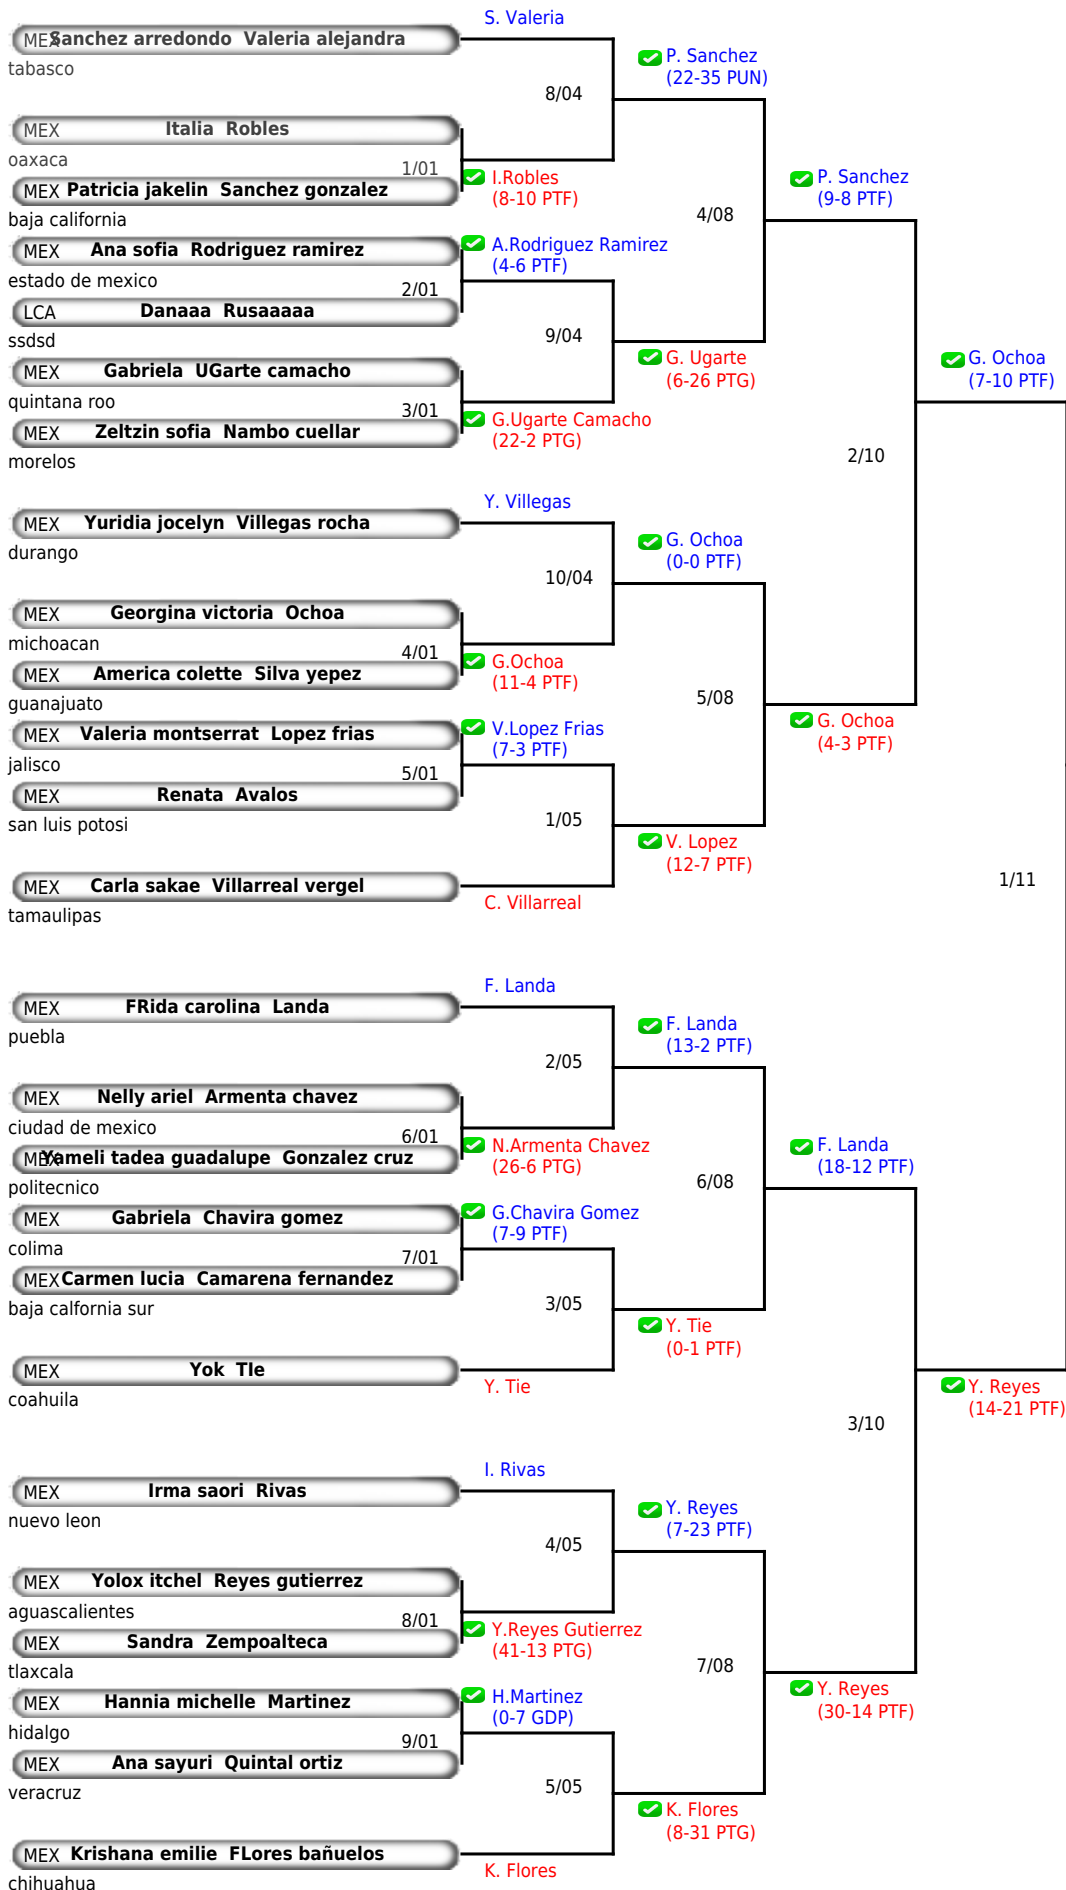 S. Valeria
MEX Sanchez arredondo Valeria alejandra
tabasco
P. Sanchez
(22-35 PUN)
8/04
MEX Italia Robles
oaxaca
1/01
I.Robles
(8-10 PTF)
P. Sanchez
(9-8 PTF)
MEX Patricia jakelin Sanchez gonzalez
baja california
4/08
MEX Ana sofia Rodriguez ramirez
estado de mexico
A.Rodriguez Ramirez
(4-6 PTF)
2/01
LCA Danaaa Rusaaaaa
ssdsd
9/04
MEX Gabriela UGarte camacho
quintana roo
G. Ugarte
(6-26 PTG)
G. Ochoa
(7-10 PTF)
3/01
G.Ugarte Camacho
(22-2 PTG)
MEX Zeltzin sofia Nambo cuellar
morelos
2/10
Y. Villegas
MEX Yuridia jocelyn Villegas rocha
durango
G. Ochoa
(0-0 PTF)
10/04
MEX Georgina victoria Ochoa
michoacan
4/01
G.Ochoa
(11-4 PTF)
MEX America colette Silva yepez
guanajuato
5/08
MEX Valeria montserrat Lopez frias
jalisco
V.Lopez Frias
(7-3 PTF)
G. Ochoa
(4-3 PTF)
5/01
MEX Renata Avalos
san luis potosi
1/05
V. Lopez
(12-7 PTF)
MEX Carla sakae Villarreal vergel
tamaulipas
C. Villarreal
1/11
F. Landa
MEX FRida carolina Landa
puebla
F. Landa
(13-2 PTF)
2/05
MEX Nelly ariel Armenta chavez
ciudad de mexico
6/01
N.Armenta Chavez
(26-6 PTG)
F. Landa
(18-12 PTF)
MEX Yameli tadea guadalupe Gonzalez cruz
politecnico
6/08
MEX Gabriela Chavira gomez
colima
G.Chavira Gomez
(7-9 PTF)
7/01
MEX Carmen lucia Camarena fernandez
baja calfornia sur
3/05
Y. Tie
(0-1 PTF)
MEX Yok TIe
coahuila
Y. Tie
Y. Reyes
(14-21 PTF)
3/10
I. Rivas
MEX Irma saori Rivas
nuevo leon
Y. Reyes
(7-23 PTF)
4/05
MEX Yolox itchel Reyes gutierrez
aguascalientes
8/01
Y.Reyes Gutierrez
(41-13 PTG)
MEX Sandra Zempoalteca
tlaxcala
7/08
MEX Hannia michelle Martinez
hidalgo
H.Martinez
(0-7 GDP)
Y. Reyes
(30-14 PTF)
9/01
MEX Ana sayuri Quintal ortiz
veracruz
5/05
K. Flores
(8-31 PTG)
MEX Krishana emilie FLores bañuelos
chihuahua
K. Flores